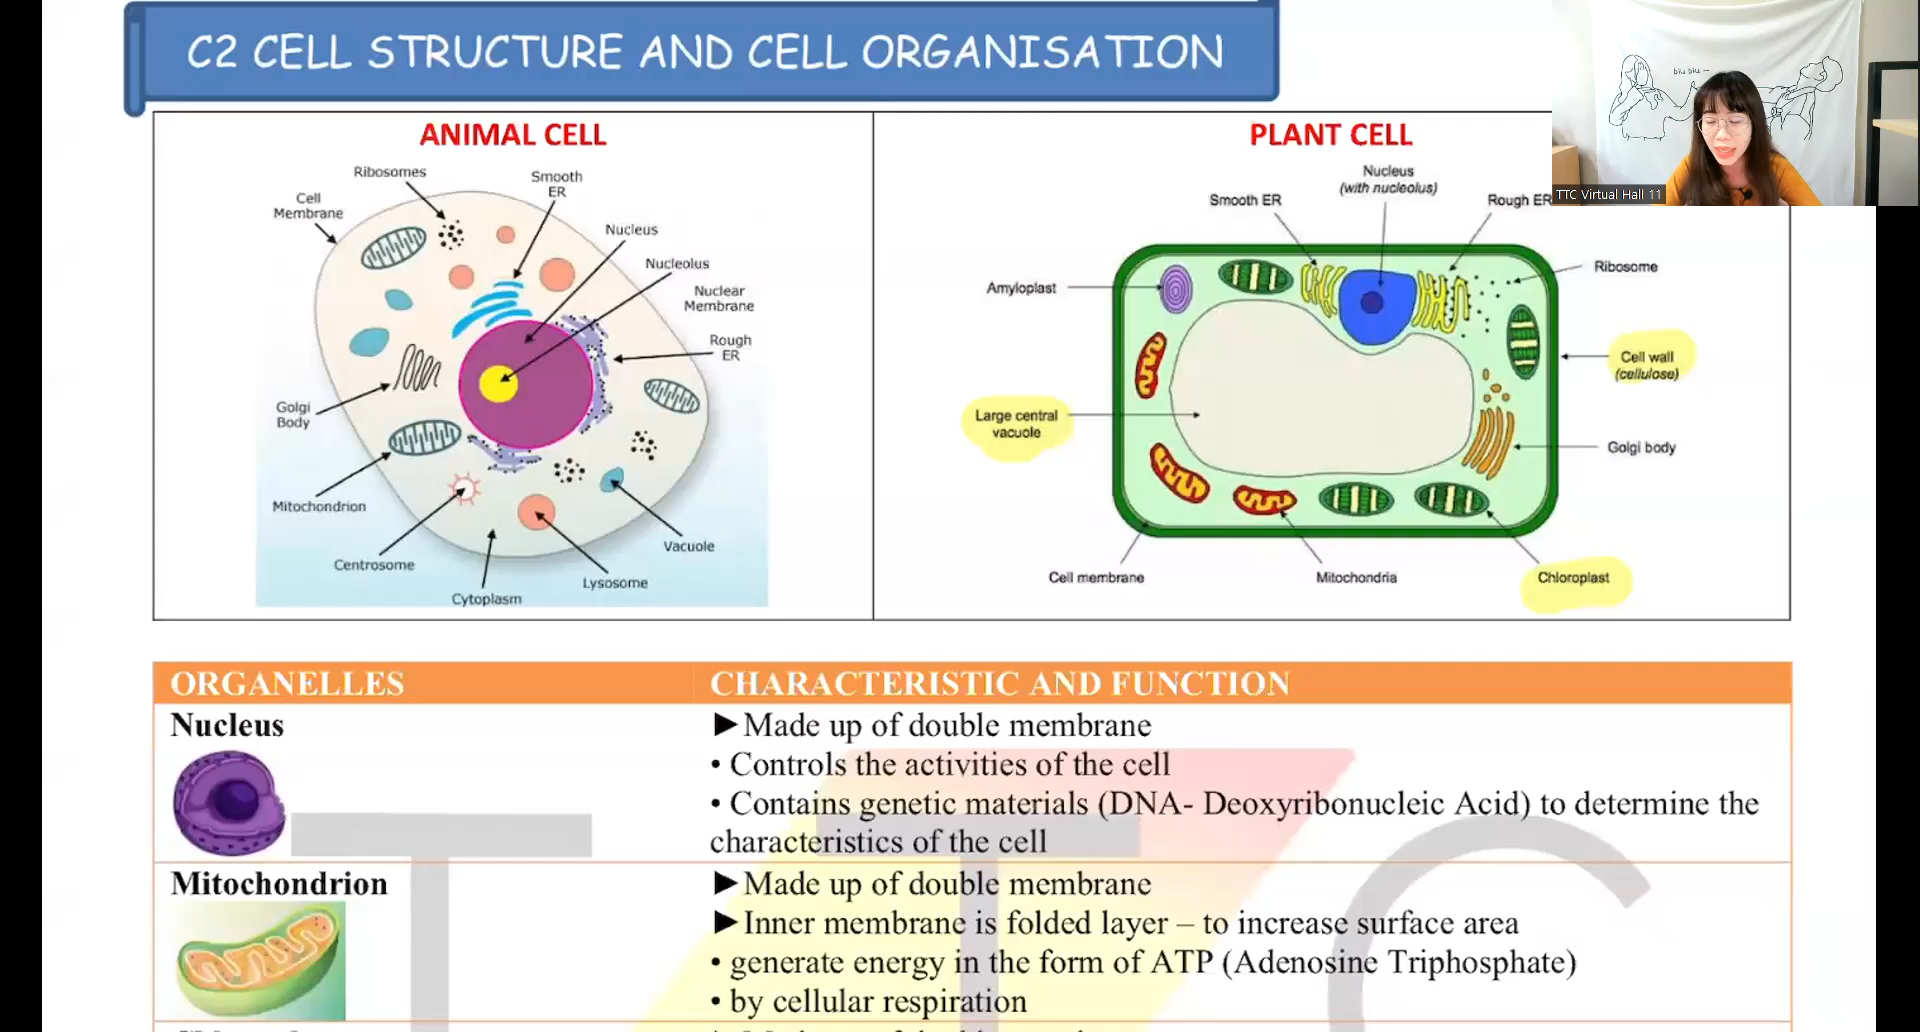 C2 CELL STRUCTURE AND CELL ORGANISATION
ANIMAL CELL
Ribosomes
Smooth
ER
Cell
Membrane
Nucleus
Nucleolus
Nuclear
Membrane
Rough
ER
Golgi
Body
Mitochondrion
Centrosome
Cytoplasm
Lysosome
Vacuole
PLANT CELL
Nucleus
(with nucleolus)
Smooth ER
Rough ER
Ribosome
Amyloplast
Cell wall
(cellulose)
Large central
vacuole
Golgi body
Cell membrane
Mitochondria
Chloroplast
biu biu
TTC Virtual Hall 11
ORGANELLES
CHARACTERISTIC AND FUNCTION
Nucleus
►Made up of double membrane
• Controls the activities of the cell
• Contains genetic materials (DNA- Deoxyribonucleic Acid) to determine the
characteristics of the cell
Mitochondrion
►Made up of double membrane
►Inner membrane is folded layer – to increase surface area
• generate energy in the form of ATP (Adenosine Triphosphate)
• by cellular respiration
TTC